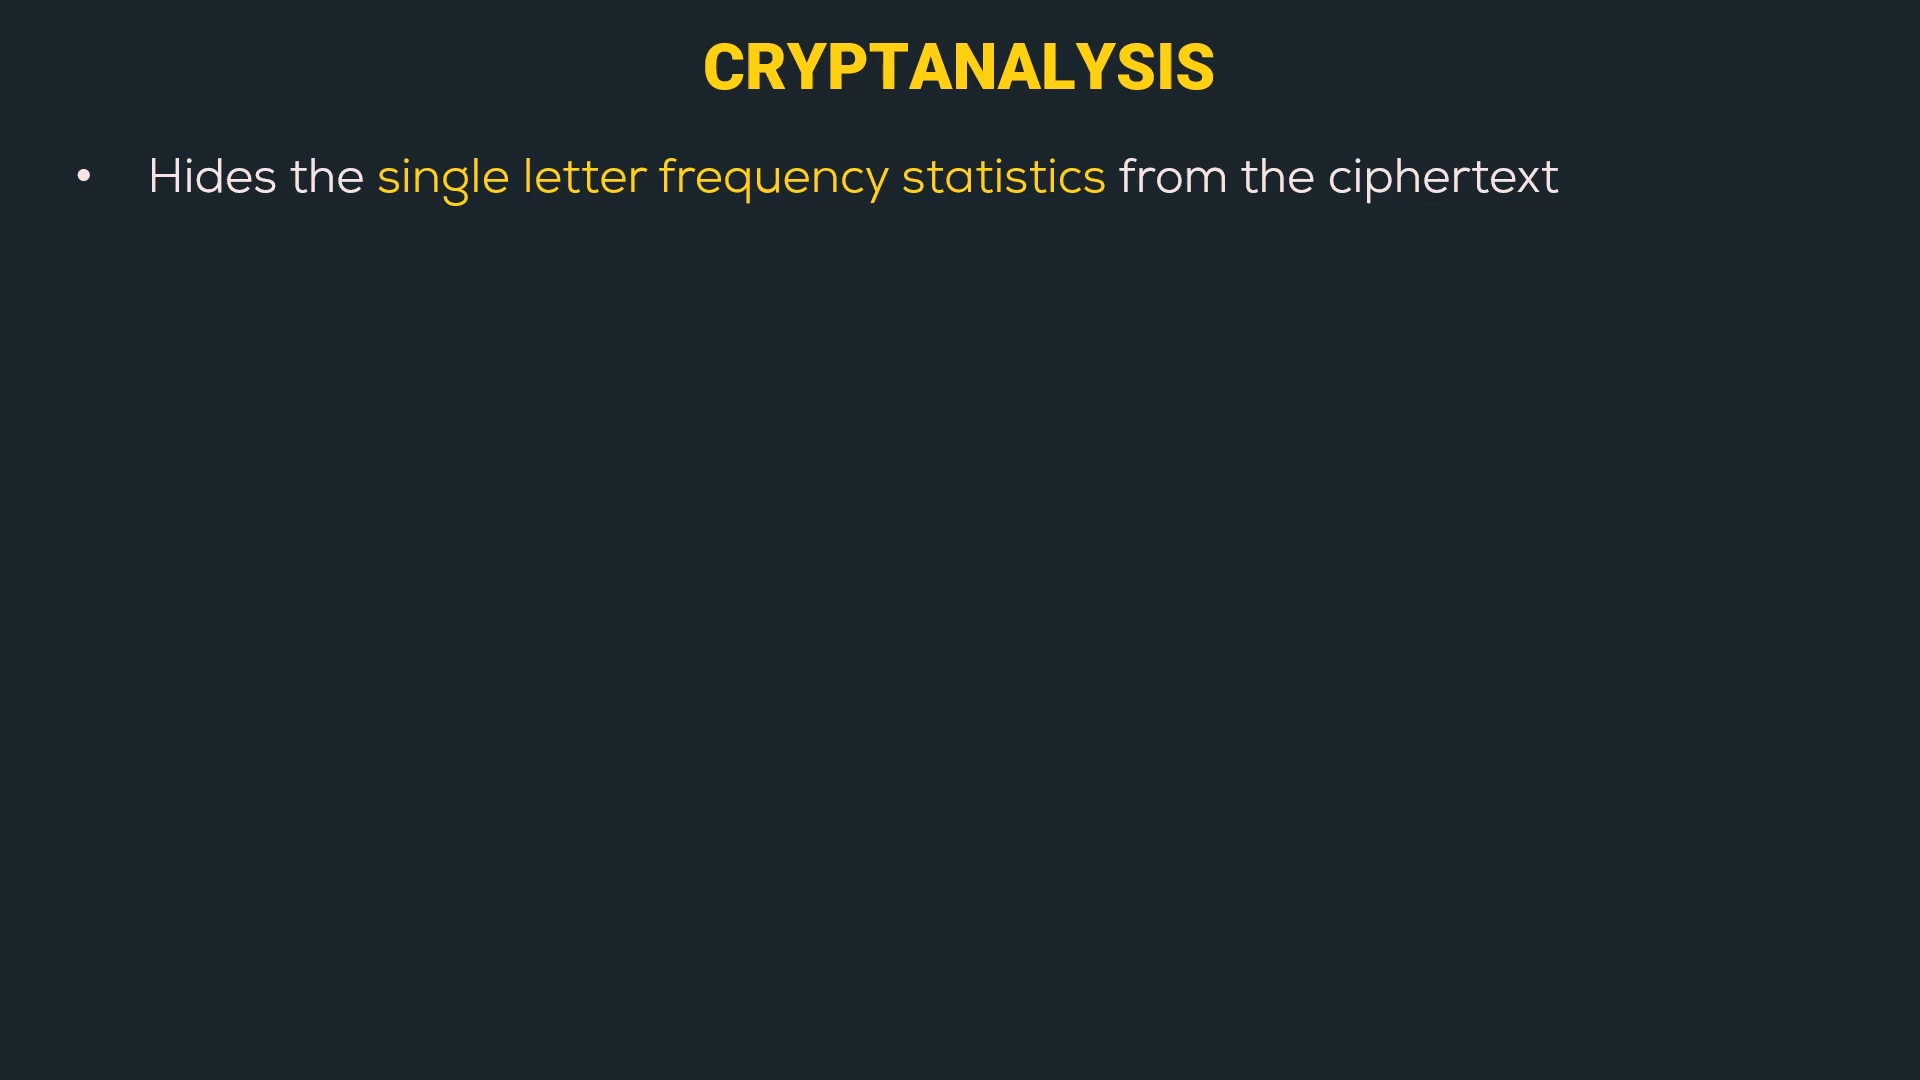 CRYPTANALYSIS
• Hides the single letter frequency statistics from the ciphertext